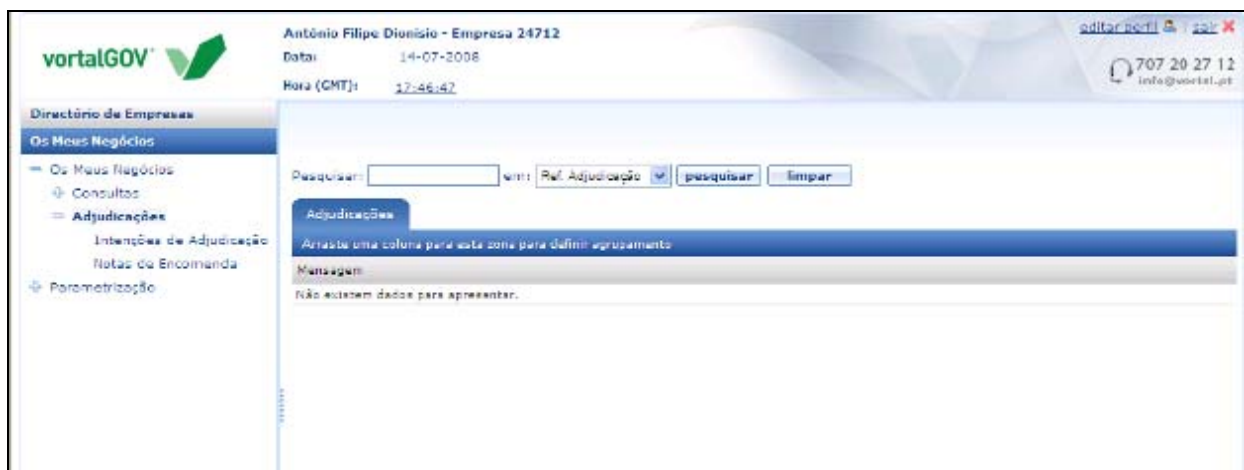 vortalGOV
António Filipe Dionísio - Empresa 24712
Data: 14-07-2008
Hora (GMT): 17:46:47
editar perfil | sair
707 20 27 12
info@vortal.pt
Directório de Empresas
Os Meus Negócios
Os Meus Negócios
Consultas
Adjudicações
Intenções de Adjudicação
Notas de Encomenda
Parametrização
Pesquisar: em: Ref. Adjudicação pesquisar limpar
Adjudicações
Arraste uma coluna para esta zona para definir agrupamento
Mensagem
Não existem dados para apresentar.